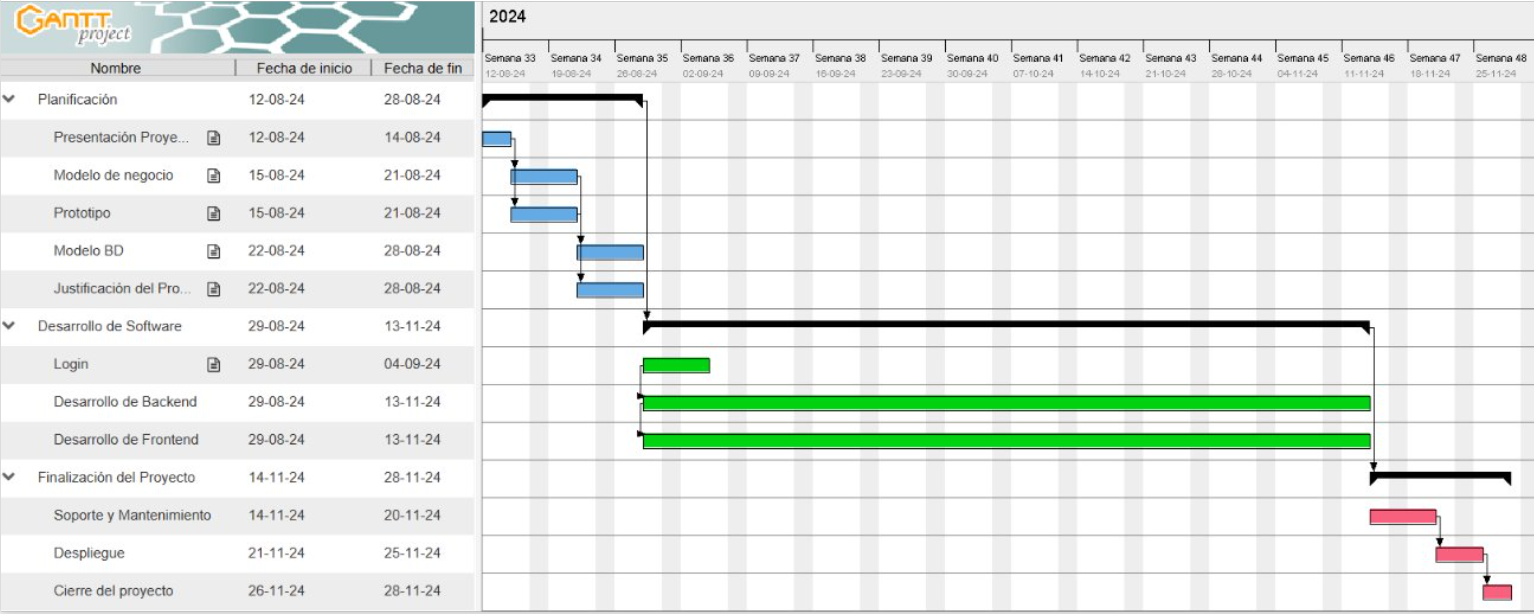 GANTT
project
2024
Semana 33 Semana 34 Semana 35 Semana 36 Semana 37 Semana 38 Semana 39 Semana 40 Semana 41 Semana 42 Semana 43 Semana 44 Semana 45 Semana 46 Semana 47 Semana 48
12-08-24 19-08-24 26-08-24 02-09-24 09-09-24 16-09-24 23-09-24 30-09-24 07-10-24 14-10-24 21-10-24 28-10-24 04-11-24 11-11-24 18-11-24 25-11-24
Nombre Fecha de inicio Fecha de fin
Planificación 12-08-24 28-08-24
Presentación Proye... 12-08-24 14-08-24
Modelo de negocio 15-08-24 21-08-24
Prototipo 15-08-24 21-08-24
Modelo BD 22-08-24 28-08-24
Justificación del Pro... 22-08-24 28-08-24
Desarrollo de Software 29-08-24 13-11-24
Login 29-08-24 04-09-24
Desarrollo de Backend 29-08-24 13-11-24
Desarrollo de Frontend 29-08-24 13-11-24
Finalización del Proyecto 14-11-24 28-11-24
Soporte y Mantenimiento 14-11-24 20-11-24
Despliegue 21-11-24 25-11-24
Cierre del proyecto 26-11-24 28-11-24